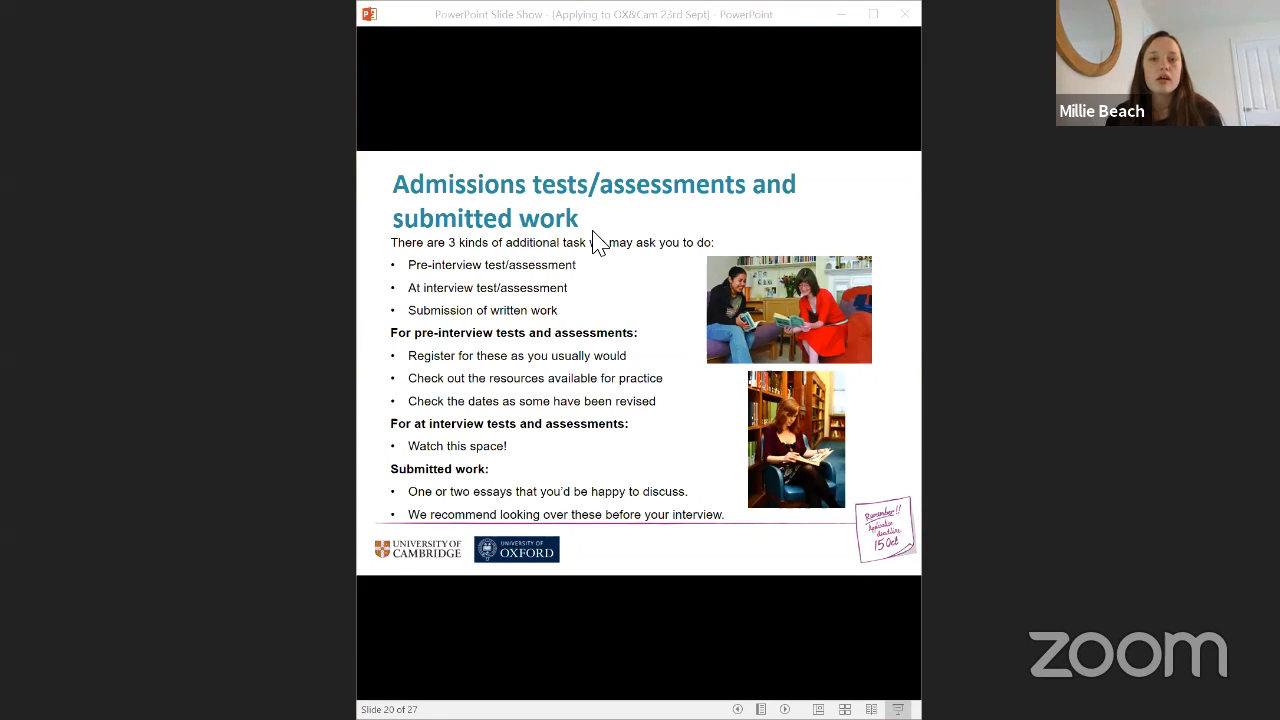 PowerPoint Slide Show - [Applying to OX&Cam 23rd Sept] - PowerPoint
Millie Beach
Admissions tests/assessments and
submitted work
There are 3 kinds of additional task may ask you to do:
• Pre-interview test/assessment
• At interview test/assessment
• Submission of written work
For pre-interview tests and assessments:
• Register for these as you usually would
• Check out the resources available for practice
• Check the dates as some have been revised
For at interview tests and assessments:
• Watch this space!
Submitted work:
• One or two essays that you'd be happy to discuss.
• We recommend looking over these before your interview.
Remember!!
Application
deadline
15 Oct
UNIVERSITY OF
CAMBRIDGE
UNIVERSITY OF
OXFORD
zoom
Slide 20 of 27